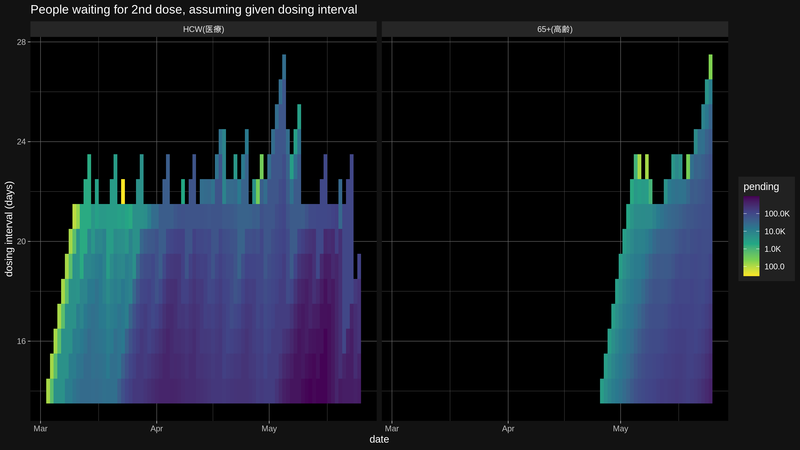 People waiting for 2nd dose, assuming given dosing interval
HCW(医療)
65+(高齢)
dosing interval (days)
28
24
20
16
Mar
Apr
May
Mar
Apr
May
date
pending
100.0K
10.0K
1.0K
100.0